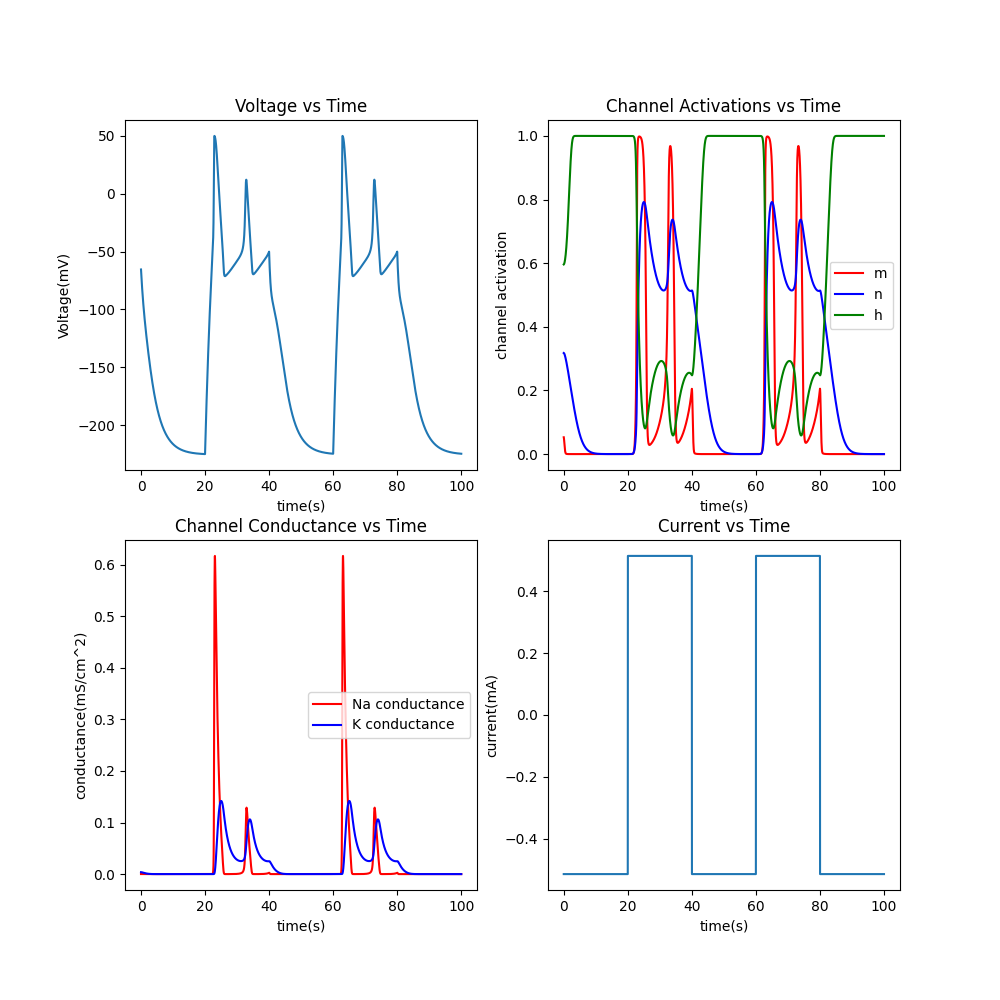 Voltage vs Time
Channel Activations vs Time
50
0
−50
−100
−150
−200
Voltage(mV)
0 20 40 60 80 100
time(s)
1.0
0.8
0.6
0.4
0.2
0.0
channel activation
m
n
h
0 20 40 60 80 100
time(s)
Channel Conductance vs Time
Current vs Time
0.6
0.5
0.4
0.3
0.2
0.1
0.0
conductance(mS/cm^2)
Na conductance
K conductance
0 20 40 60 80 100
time(s)
0.4
0.2
0.0
−0.2
−0.4
current(mA)
0 20 40 60 80 100
time(s)